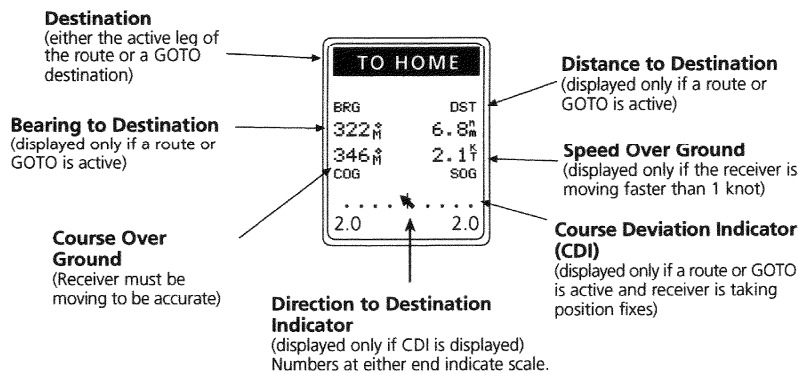 Destination
(either the active leg of
the route or a GOTO
destination)
TO HOME
Distance to Destination
(displayed only if a route or
GOTO is active)
BRG DST
322°M 6.8nm
346°M 2.1KT
COG SOG
Bearing to Destination
(displayed only if a route or
GOTO is active)
Speed Over Ground
(displayed only if the receiver is
moving faster than 1 knot)
2.0 2.0
Course Over
Ground
(Receiver must be
moving to be accurate)
Course Deviation Indicator
(CDI)
(displayed only if a route or GOTO
is active and receiver is taking
position fixes)
Direction to Destination
Indicator
(displayed only if CDI is displayed)
Numbers at either end indicate scale.